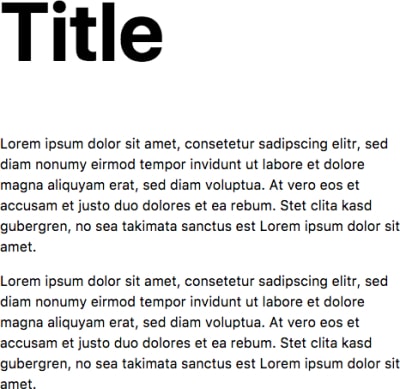 Title
Lorem ipsum dolor sit amet, consetetur sadipscing elitr, sed
diam nonumy eirmod tempor invidunt ut labore et dolore
magna aliquyam erat, sed diam voluptua. At vero eos et
accusam et justo duo dolores et ea rebum. Stet clita kasd
gubergren, no sea takimata sanctus est Lorem ipsum dolor sit
amet.
Lorem ipsum dolor sit amet, consetetur sadipscing elitr, sed
diam nonumy eirmod tempor invidunt ut labore et dolore
magna aliquyam erat, sed diam voluptua. At vero eos et
accusam et justo duo dolores et ea rebum. Stet clita kasd
gubergren, no sea takimata sanctus est Lorem ipsum dolor sit
amet.